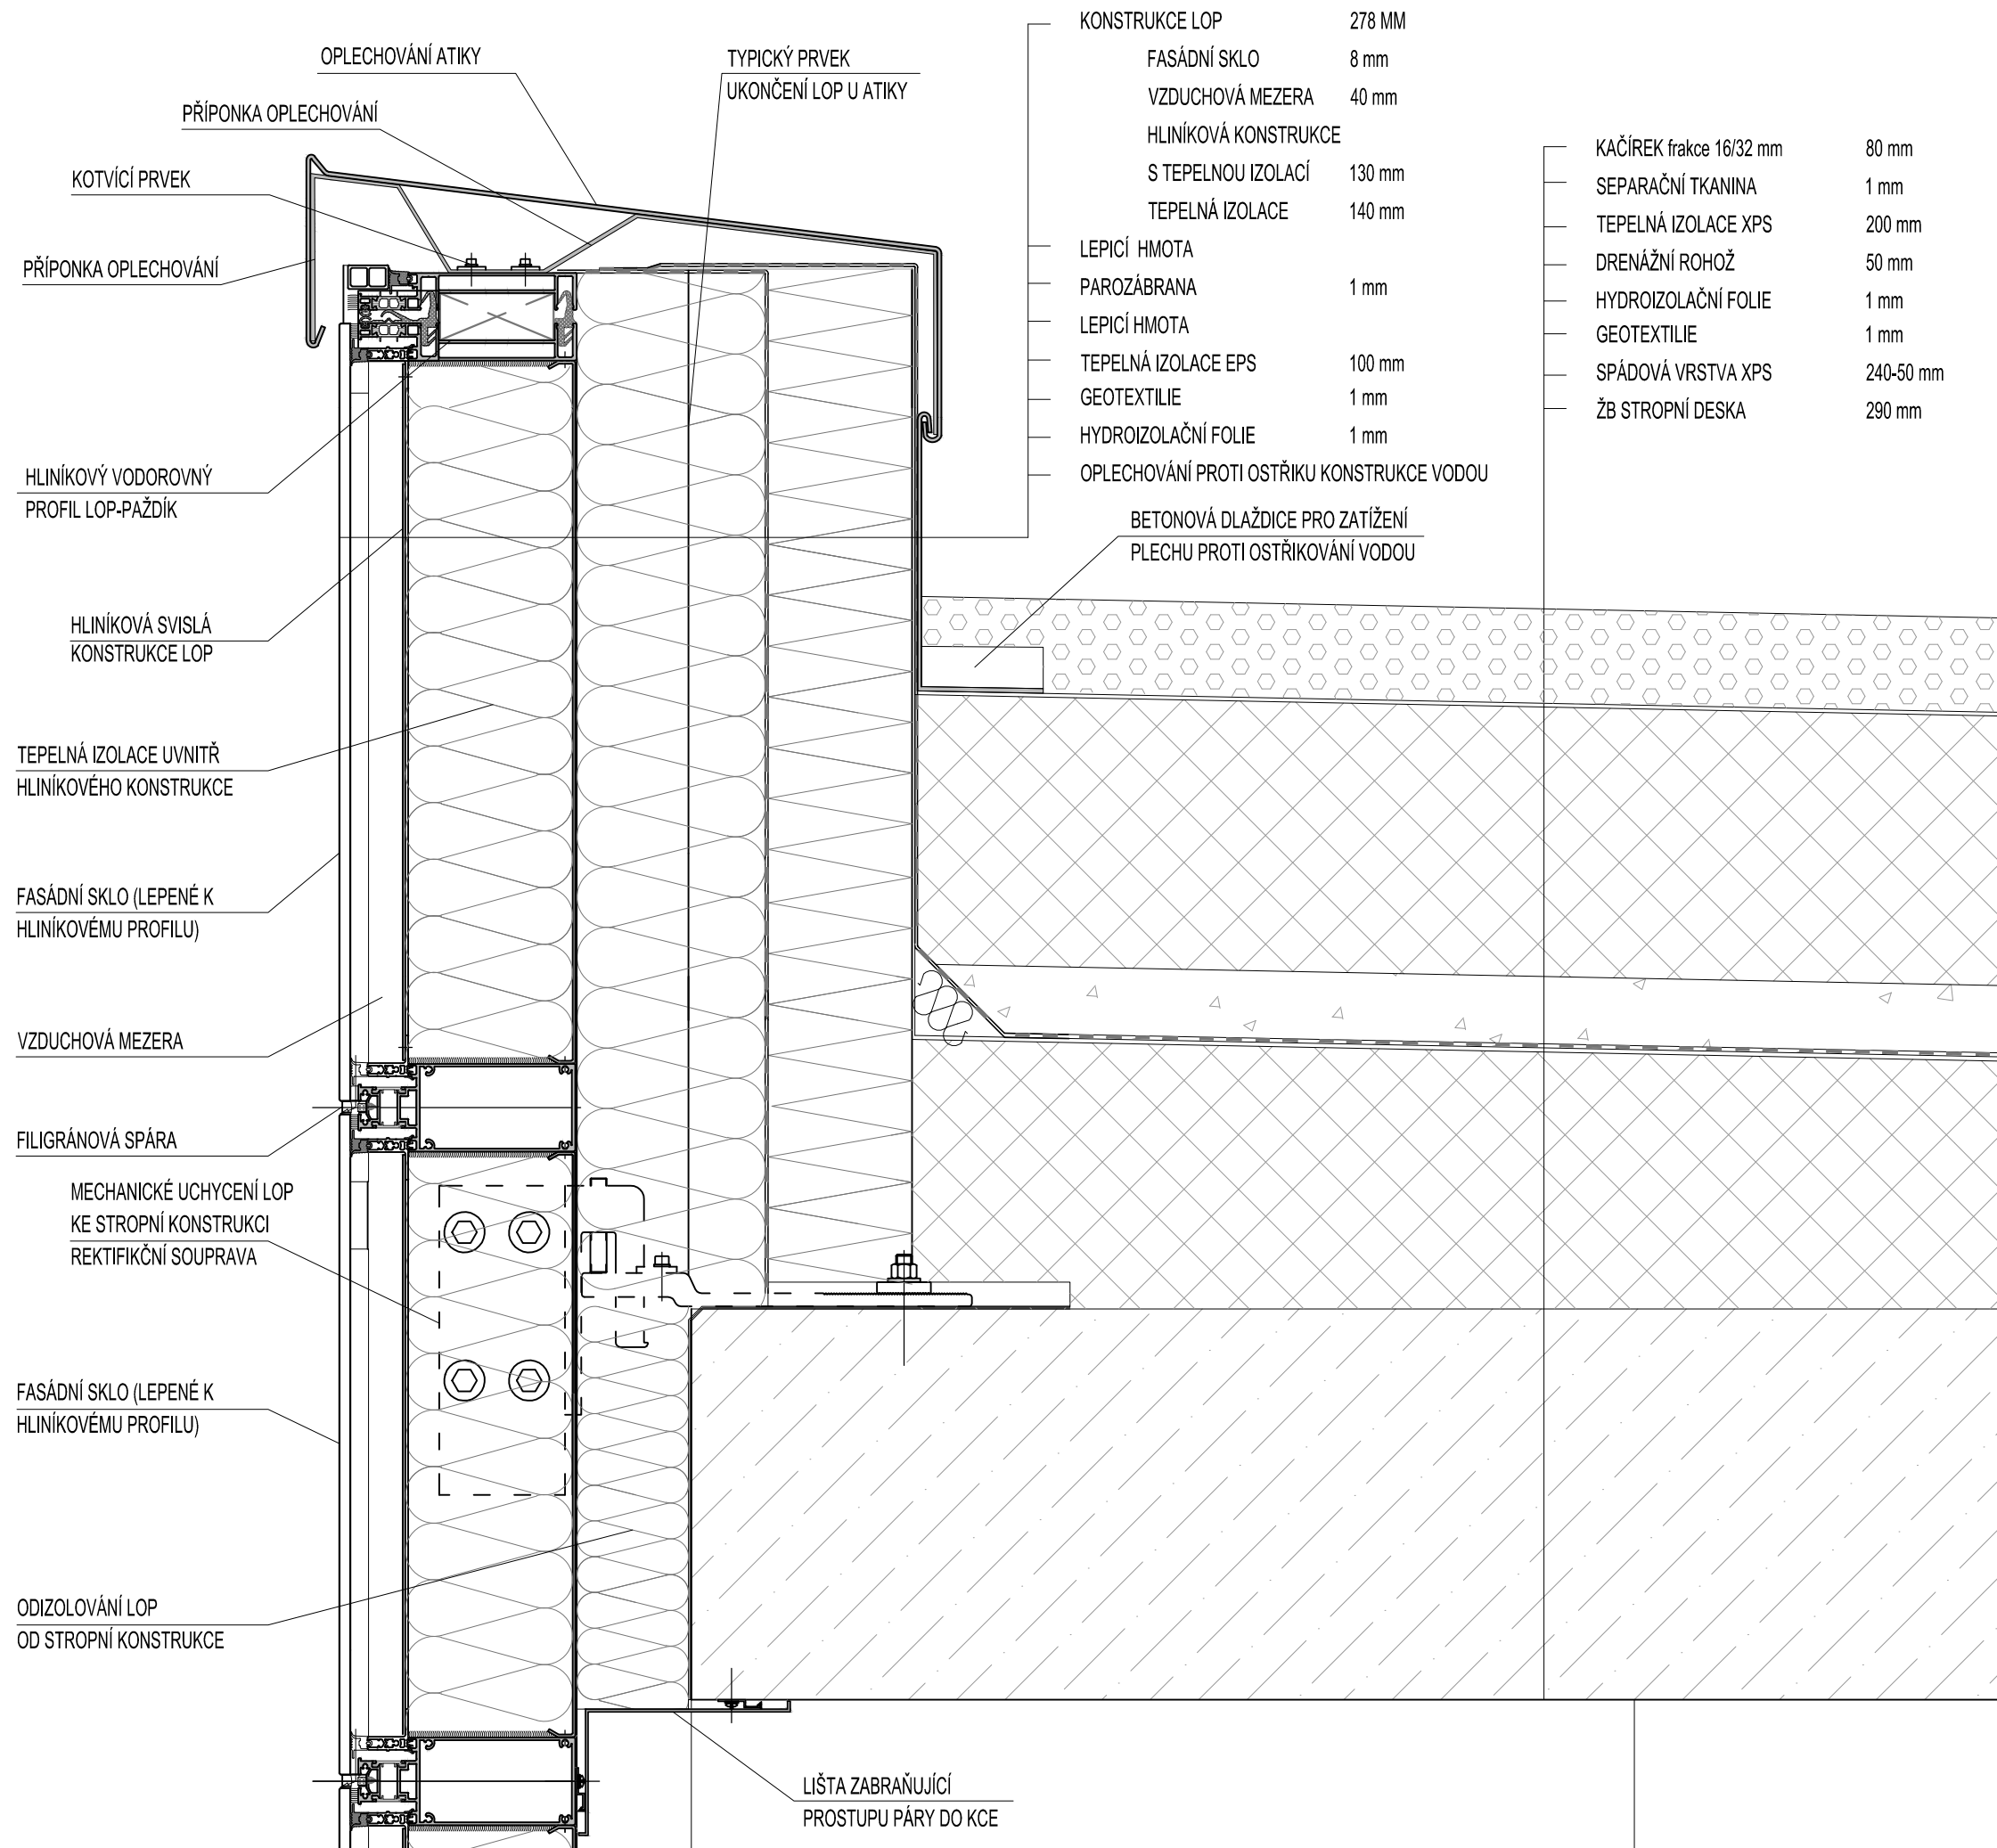 OPLECHOVÁNÍ ATIKY
PŘÍPONKA OPLECHOVÁNÍ
KOTVÍCÍ PRVEK
PŘÍPONKA OPLECHOVÁNÍ
TYPICKÝ PRVEK
UKONČENÍ LOP U ATIKY
HLINÍKOVÝ VODOROVNÝ
PROFIL LOP-PAŽDÍK
HLINÍKOVÁ SVISLÁ
KONSTRUKCE LOP
TEPELNÁ IZOLACE UVNITŘ
HLINÍKOVÉHO KONSTRUKCE
FASÁDNÍ SKLO (LEPENÉ K
HLINÍKOVÉMU PROFILU)
VZDUCHOVÁ MEZERA
FILIGRÁNOVÁ SPÁRA
MECHANICKÉ UCHYCENÍ LOP
KE STROPNÍ KONSTRUKCI
REKTIFIKČNÍ SOUPRAVA
FASÁDNÍ SKLO (LEPENÉ K
HLINÍKOVÉMU PROFILU)
ODIZOLOVÁNÍ LOP
OD STROPNÍ KONSTRUKCE
KONSTRUKCE LOP 278 MM
FASÁDNÍ SKLO 8 mm
VZDUCHOVÁ MEZERA 40 mm
HLINÍKOVÁ KONSTRUKCE
S TEPELNOU IZOLACÍ 130 mm
TEPELNÁ IZOLACE 140 mm
LEPICÍ HMOTA
PAROZÁBRANA 1 mm
LEPICÍ HMOTA
TEPELNÁ IZOLACE EPS 100 mm
GEOTEXTILIE 1 mm
HYDROIZOLAČNÍ FOLIE 1 mm
OPLECHOVÁNÍ PROTI OSTŘIKU KONSTRUKCE VODOU
BETONOVÁ DLAŽDICE PRO ZATÍŽENÍ
PLECHU PROTI OSTŘIKOVÁNÍ VODOU
KAČÍREK frakce 16/32 mm 80 mm
SEPARAČNÍ TKANINA 1 mm
TEPELNÁ IZOLACE XPS 200 mm
DRENÁŽNÍ ROHOŽ 50 mm
HYDROIZOLAČNÍ FOLIE 1 mm
GEOTEXTILIE 1 mm
SPÁDOVÁ VRSTVA XPS 240-50 mm
ŽB STROPNÍ DESKA 290 mm
LIŠTA ZABRAŇUJÍCÍ
PROSTUPU PÁRY DO KCE